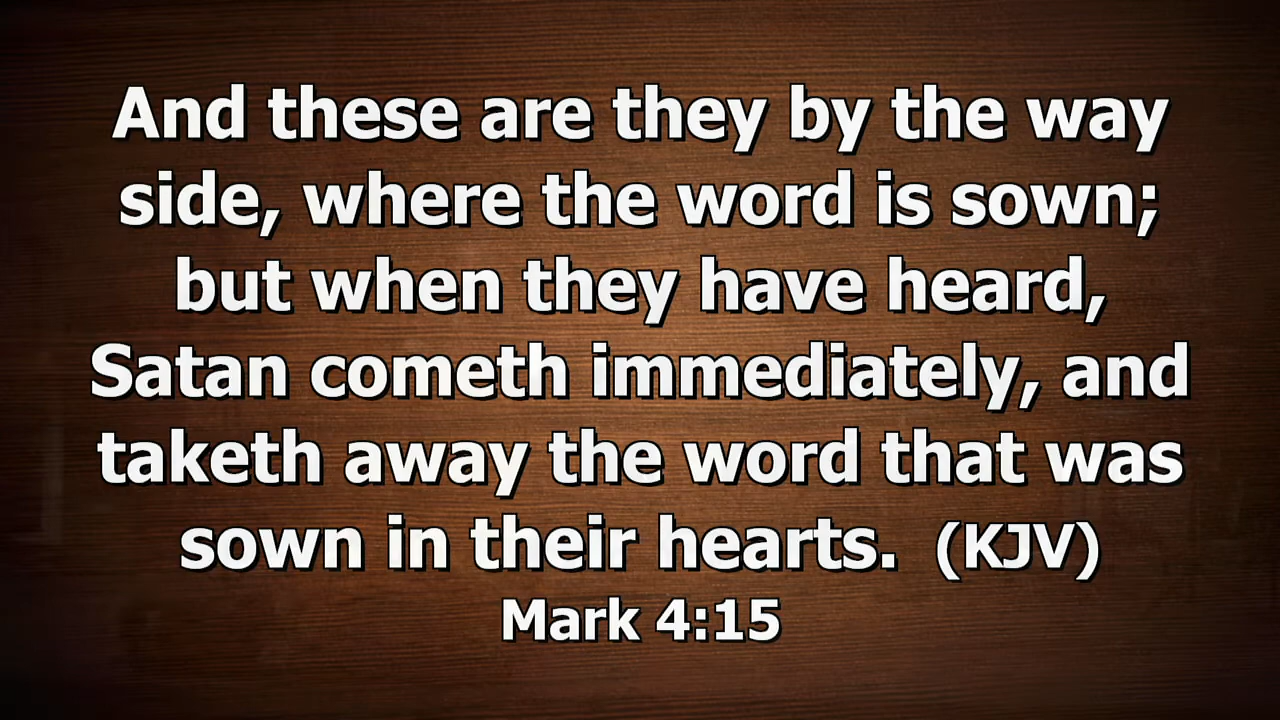 And these are they by the way
side, where the word is sown;
but when they have heard,
Satan cometh immediately, and
taketh away the word that was
sown in their hearts.  (KJV)
Mark 4:15